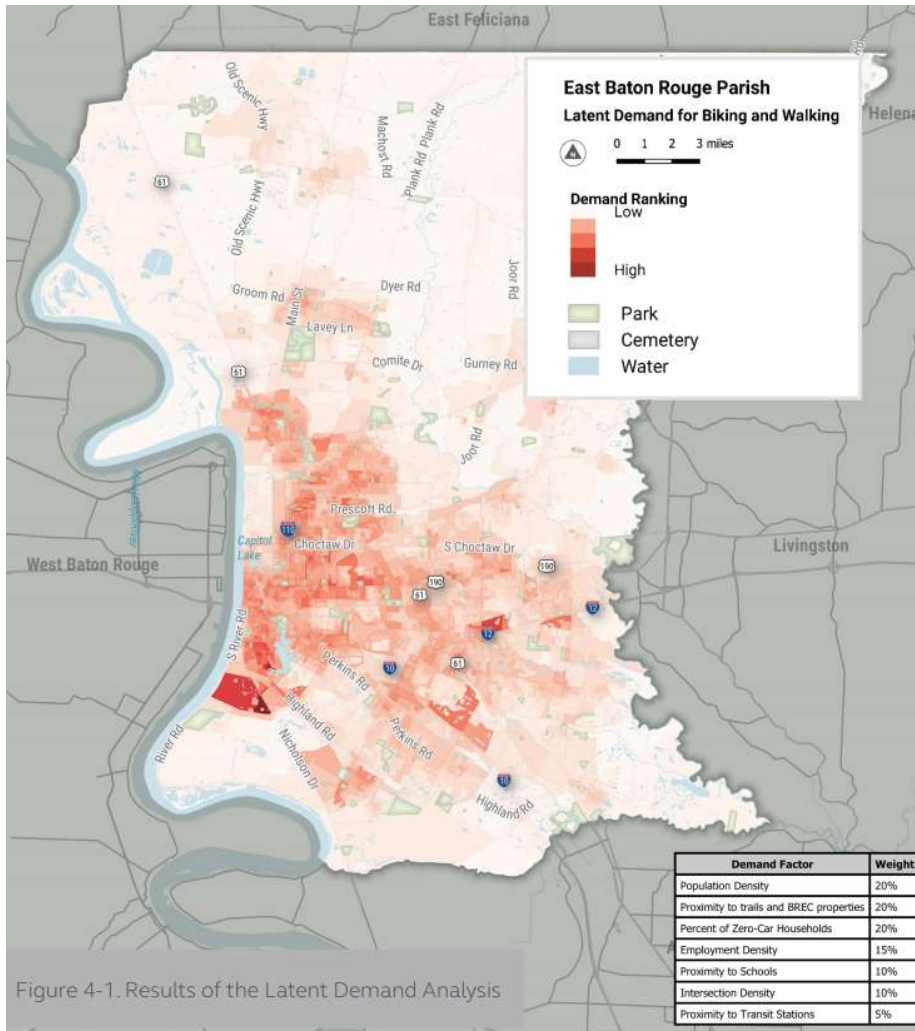 East Feliciana
Rd
Helena
East Baton Rouge Parish
Latent Demand for Biking and Walking
N
0 1 2 3 miles
Demand Ranking
Low
High
Park
Cemetery
Water
Old Scenic Hwy
Machost Rd
Plank Rd Plank Rd
61
Old Scenic Hwy
Joor Rd
Groom Rd
Main St
Dyer Rd
Lavey Ln
Comite Dr
Gurney Rd
61
Joor Rd
Prescott Rd
110
Capitol
Lake
Choctaw Dr
S Choctaw Dr
Livingston
West Baton Rouge
190
190
61
12
12
S River Rd
Perkins Rd
10
61
Highland Rd
River Rd
Nicholson Dr
Perkins Rd
10
Highland Rd
Demand Factor Weight
Population Density 20%
Proximity to trails and BREC properties 20%
Percent of Zero-Car Households 20%
Employment Density 15%
Proximity to Schools 10%
Intersection Density 10%
Proximity to Transit Stations 5%
Figure 4-1. Results of the Latent Demand Analysis